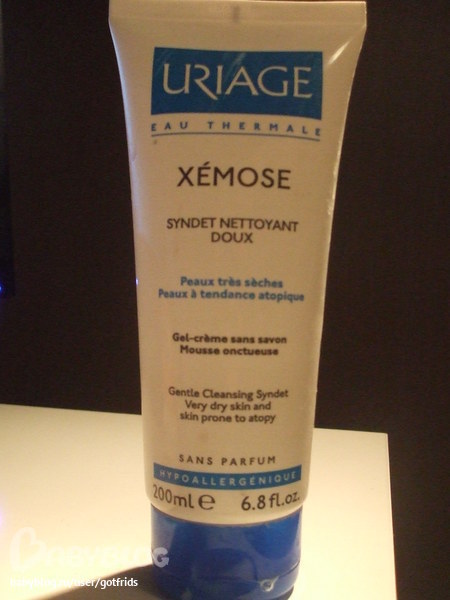 URIAGE
EAU THERMALE
XÉMOSE
SYNDET NETTOYANT
DOUX
Peaux très sèches
Peaux à tendance atopique
Gel-crème sans savon
Mousse onctueuse
Gentle Cleansing Syndet
Very dry skin and
skin prone to atopy
SANS PARFUM
HYPOALLERGÉNIQUE
200ml e 6.8 fl.oz.
/gotfrids